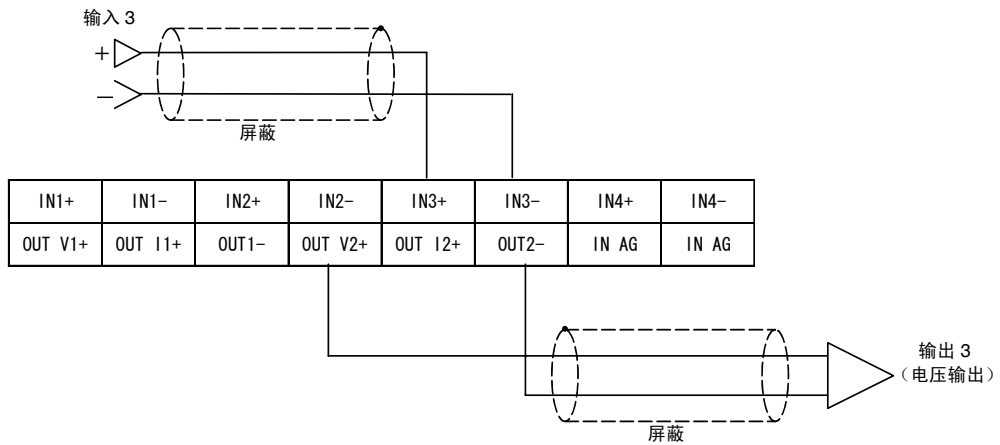 输入 3
+
−
屏蔽
IN1+ IN1− IN2+ IN2− IN3+ IN3− IN4+ IN4−
OUT V1+ OUT I1+ OUT1− OUT V2+ OUT I2+ OUT2− IN AG IN AG
输出 3
（电压输出）
屏蔽